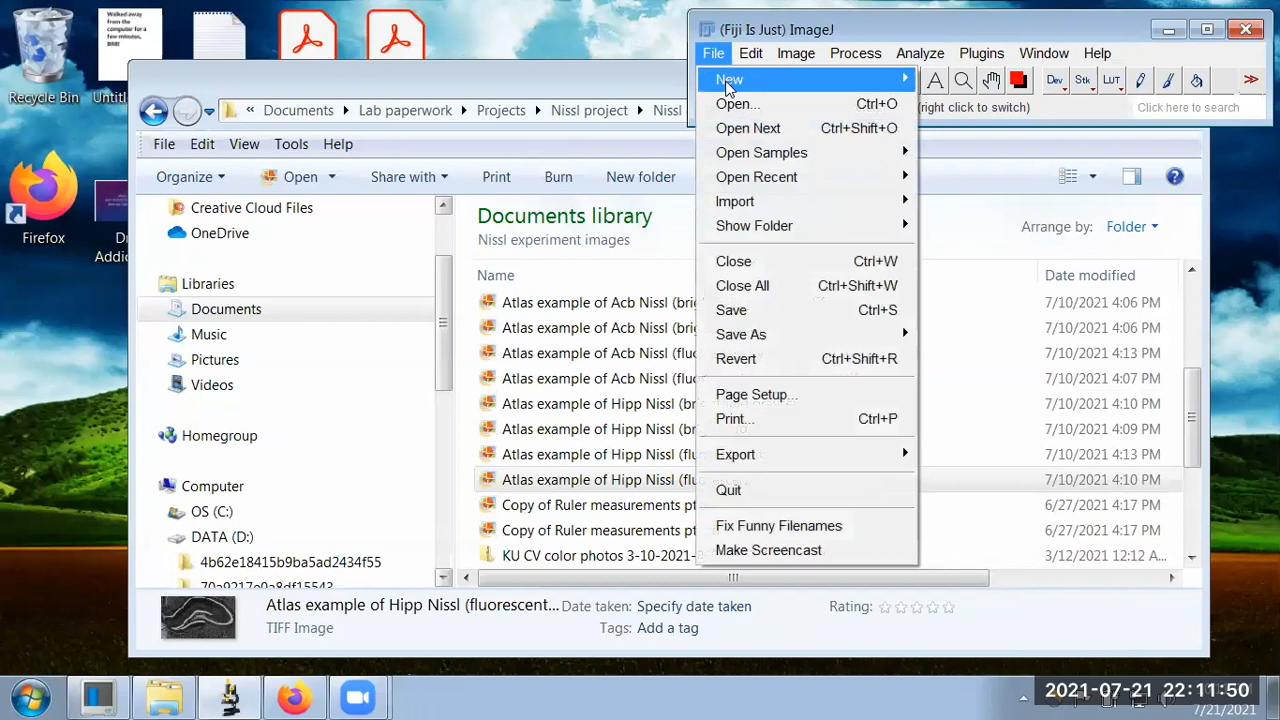 Walked away
from the
computer for a
few minutes,
BRB!
Recycle Bin
Untitl
Firefox
Addic
(Fiji Is Just) ImageJ
File Edit Image Process Analyze Plugins Window Help
Dev Stk LUT
(right click to switch)
Click here to search
New
Open... Ctrl+O
Open Next Ctrl+Shift+O
Open Samples
Open Recent
Import
Show Folder
Close Ctrl+W
Close All Ctrl+Shift+W
Save Ctrl+S
Save As
Revert Ctrl+Shift+R
Page Setup...
Print... Ctrl+P
Export
Quit
Fix Funny Filenames
Make Screencast
« Documents Lab paperwork Projects Nissl project Nissl
File Edit View Tools Help
Organize Open Share with Print Burn New folder
Creative Cloud Files
OneDrive
Libraries
Documents
Music
Pictures
Videos
Homegroup
Computer
OS (C:)
DATA (D:)
4b62e18415b9ba5ad2434f55
Documents library
Nissl experiment images
Arrange by: Folder
Name Date modified
Atlas example of Acb Nissl (brig 7/10/2021 4:06 PM
Atlas example of Acb Nissl (brig 7/10/2021 4:06 PM
Atlas example of Acb Nissl (fluo 7/10/2021 4:13 PM
Atlas example of Acb Nissl (fluo 7/10/2021 4:07 PM
Atlas example of Hipp Nissl (br 7/10/2021 4:10 PM
Atlas example of Hipp Nissl (br 7/10/2021 4:09 PM
Atlas example of Hipp Nissl (flu 7/10/2021 4:13 PM
Atlas example of Hipp Nissl (flu 7/10/2021 4:10 PM
Copy of Ruler measurements pt 6/27/2021 4:17 PM
Copy of Ruler measurements 6/27/2021 4:17 PM
KU CV color photos 3-10-2021- 3/12/2021 12:12 A...
Atlas example of Hipp Nissl (fluorescent... Date taken: Specify date taken Rating:
TIFF Image Tags: Add a tag
2021-07-21 22:11:50
7/21/2021